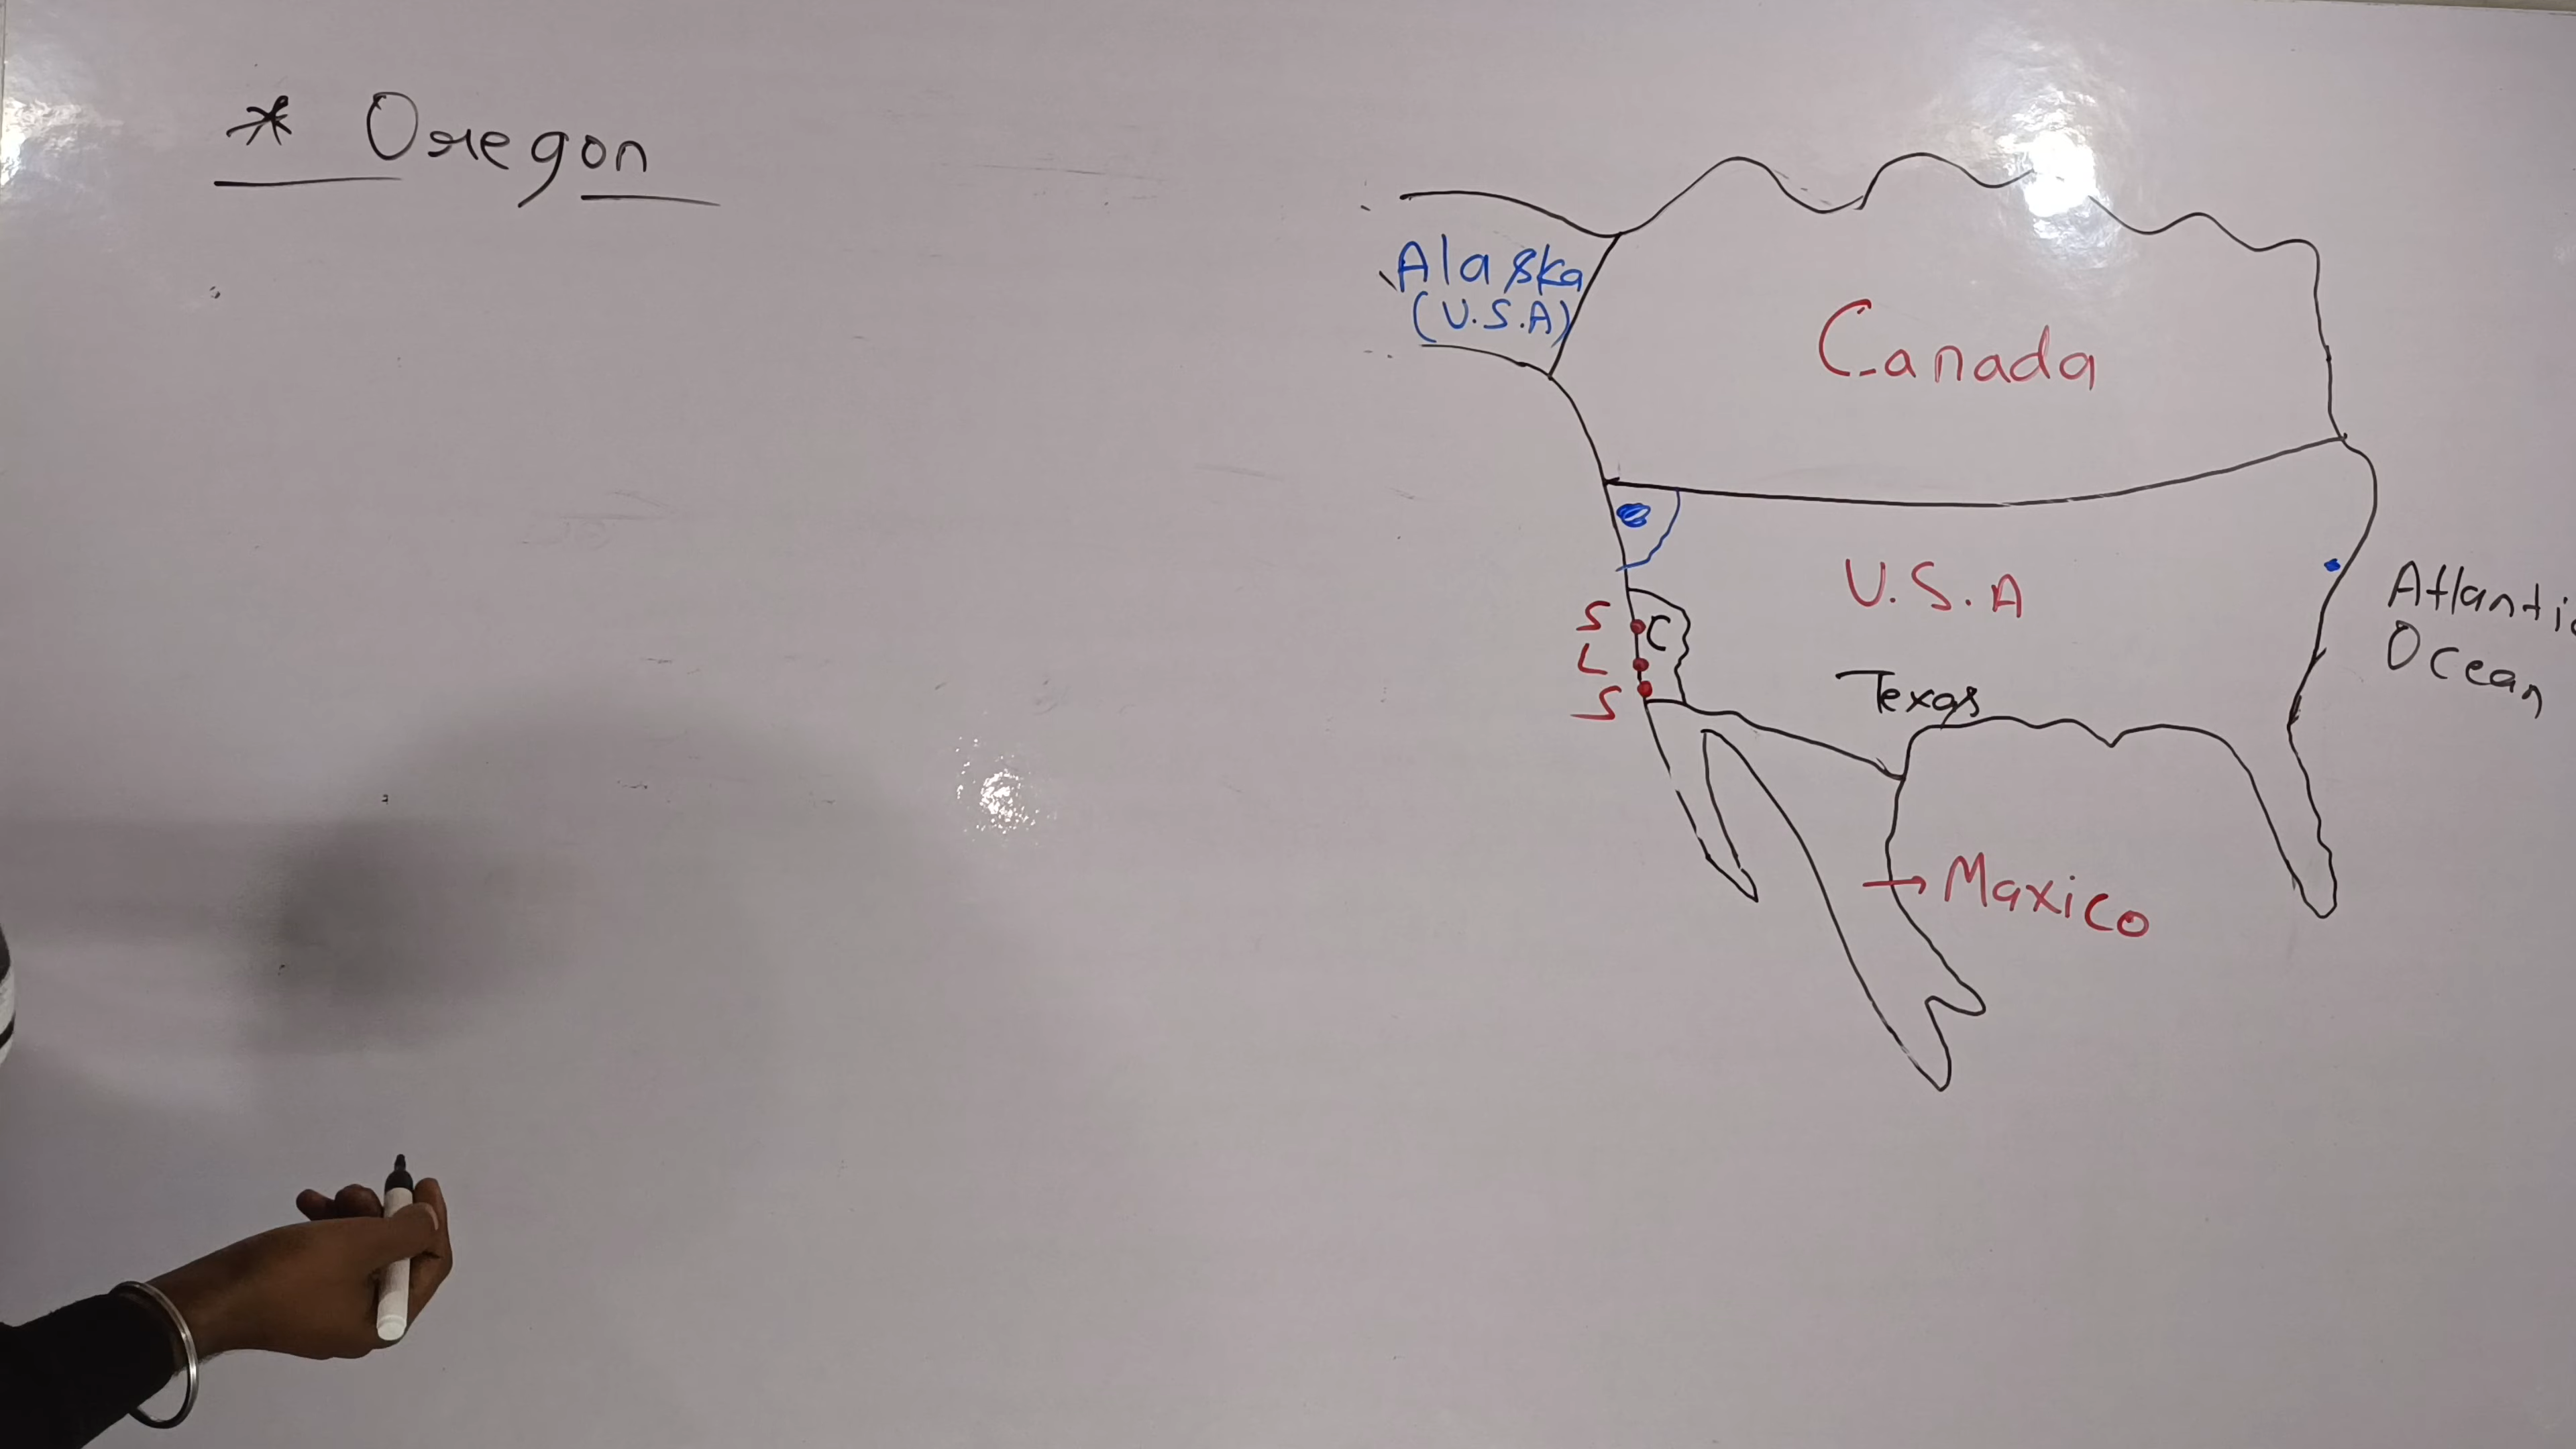 * Oregon
Alaska
(U.S.A)
Canada
U.S.A
S
C
L
S
Texas
Atlantic
Ocean
Maxico